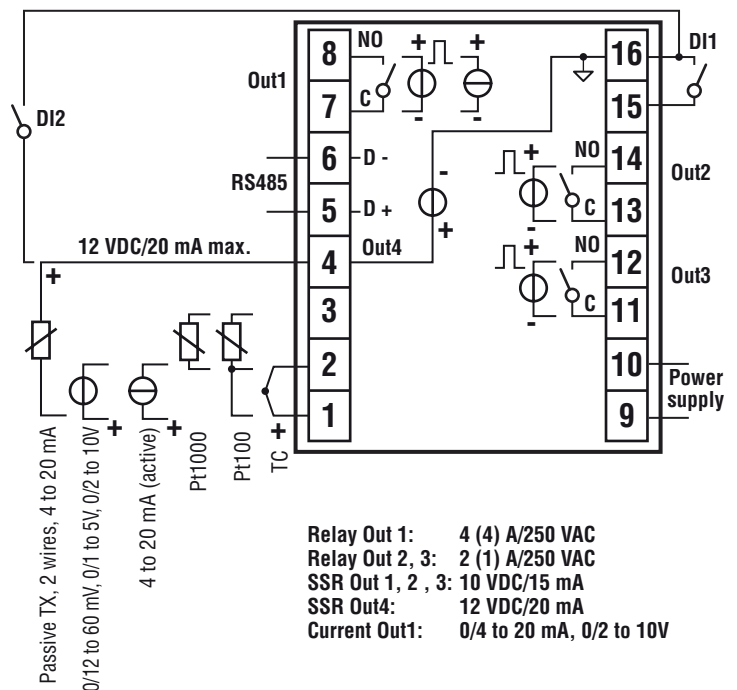 8
NO
+
+
16
DI1
Out1
7
C
-
-
15
DI2
6
D -
RS485
5
D +
-
+
+
NO
14
Out2
-
C
13
12 VDC/20 mA max.
4
Out4
+
NO
12
Out3
+
3
-
C
11
2
10
Power
supply
1
9
+
+
+
Passive TX, 2 wires, 4 to 20 mA
0/12 to 60 mV, 0/1 to 5V, 0/2 to 10V
4 to 20 mA (active)
Pt1000
Pt100
TC
Relay Out 1: 4 (4) A/250 VAC
Relay Out 2, 3: 2 (1) A/250 VAC
SSR Out 1, 2 , 3: 10 VDC/15 mA
SSR Out4: 12 VDC/20 mA
Current Out1: 0/4 to 20 mA, 0/2 to 10V